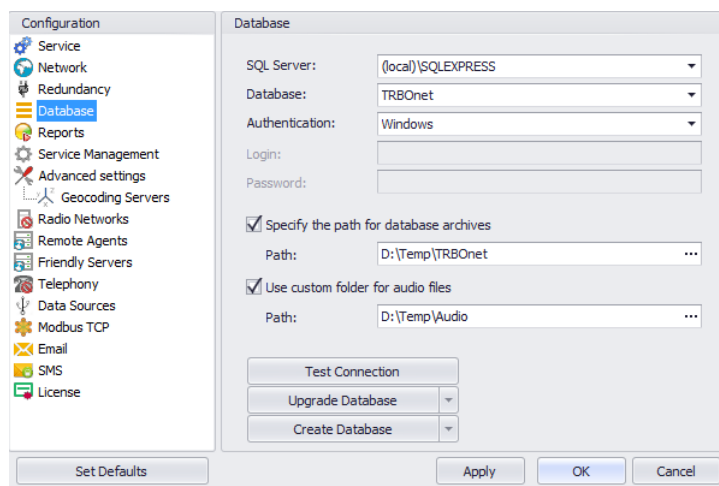 Configuration
Service
Network
Redundancy
Database
Reports
Service Management
Advanced settings
Geocoding Servers
Radio Networks
Remote Agents
Friendly Servers
Telephony
Data Sources
Modbus TCP
Email
SMS
License
Set Defaults
Database
SQL Server: (local)\SQLEXPRESS
Database: TRBOnet
Authentication: Windows
Login:
Password:
Specify the path for database archives
Path: D:\Temp\TRBOnet ...
Use custom folder for audio files
Path: D:\Temp\Audio ...
Test Connection
Upgrade Database
Create Database
Apply OK Cancel